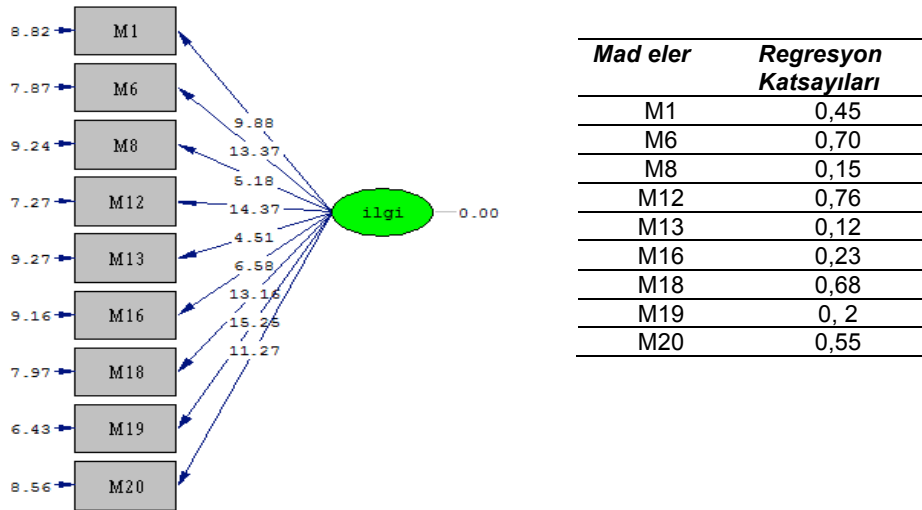 8.82 M1
7.87 M6
9.24 M8
7.27 M12
9.27 M13
9.16 M16
7.97 M18
6.43 M19
8.56 M20
9.88
13.37
5.18
14.37
4.51
6.58
13.16
15.25
11.27
ilgi 0.00
Mad eler Regresyon
Katsayıları
M1 0,45
M6 0,70
M8 0,15
M12 0,76
M13 0,12
M16 0,23
M18 0,68
M19 0, 2
M20 0,55